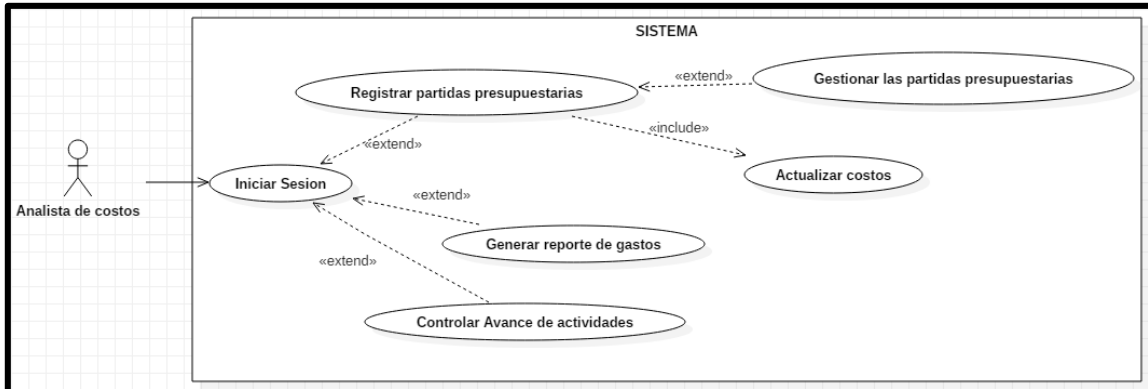 SISTEMA
«extend»
Gestionar las partidas presupuestarias
Registrar partidas presupuestarias
«include»
«extend»
Actualizar costos
Iniciar Sesion
«extend»
Analista de costos
Generar reporte de gastos
«extend»
Controlar Avance de actividades